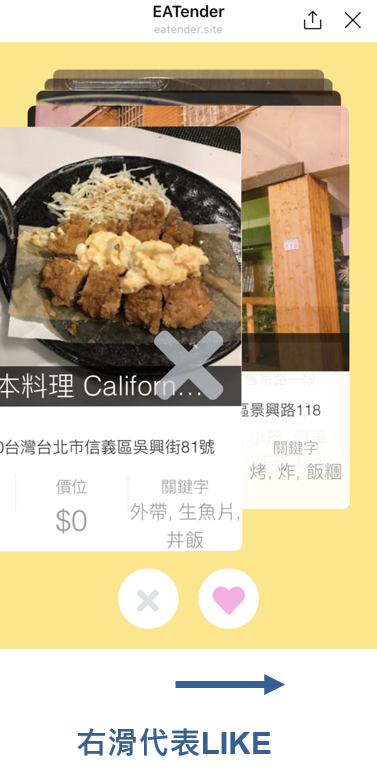 EATender
eatender.site
本料理 Californ...
0台灣台北市信義區吳興街81號
區景興路118
價位
關鍵字
關鍵字
$0
外帶, 生魚片,
丼飯
烤, 炸, 飯糰
右滑代表LIKE